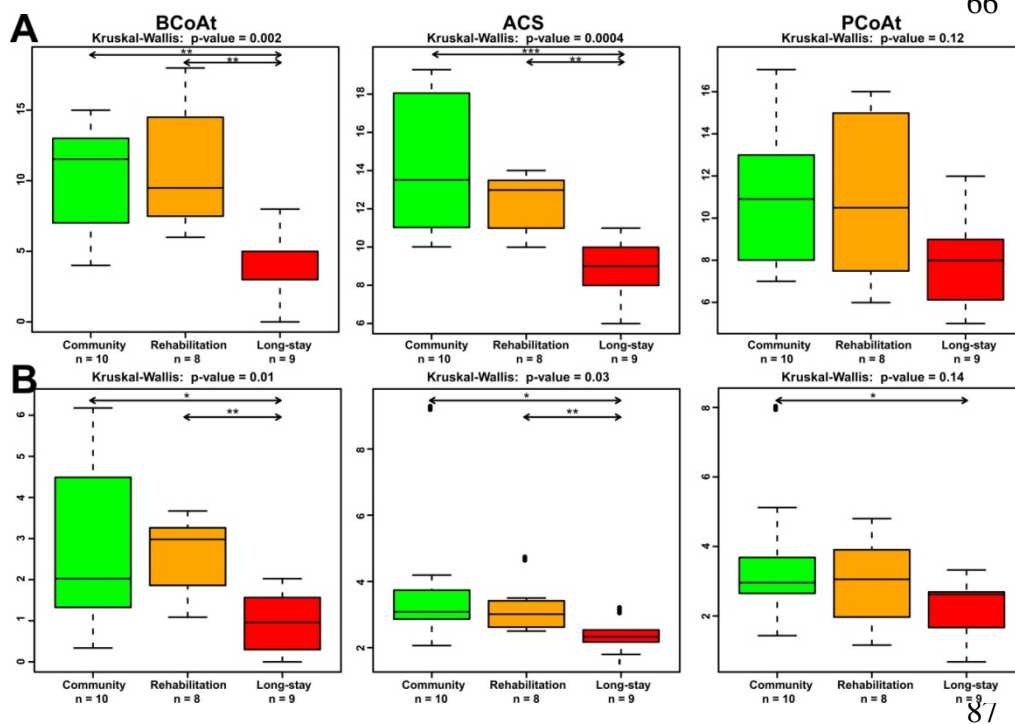 66
BCoAt ACS PCoAt
A
Kruskal-Wallis: p-value = 0.002 Kruskal-Wallis: p-value = 0.0004 Kruskal-Wallis: p-value = 0.12
** *** 
** **
15 10 5 0
18 16 14 12 10 8 6
16 14 12 10 8 6
Community Rehabilitation Long-stay Community Rehabilitation Long-stay Community Rehabilitation Long-stay
n = 10 n = 8 n = 9 n = 10 n = 8 n = 9 n = 10 n = 8 n = 9
B
Kruskal-Wallis: p-value = 0.01 Kruskal-Wallis: p-value = 0.03 Kruskal-Wallis: p-value = 0.14
* * *
** **
6 5 4 3 2 1 0
8 6 4 2
8 6 4 2
Community Rehabilitation Long-stay Community Rehabilitation Long-stay Community Rehabilitation Long-stay
n = 10 n = 8 n = 9 n = 10 n = 8 n = 9 n = 10 n = 8 n = 9
87